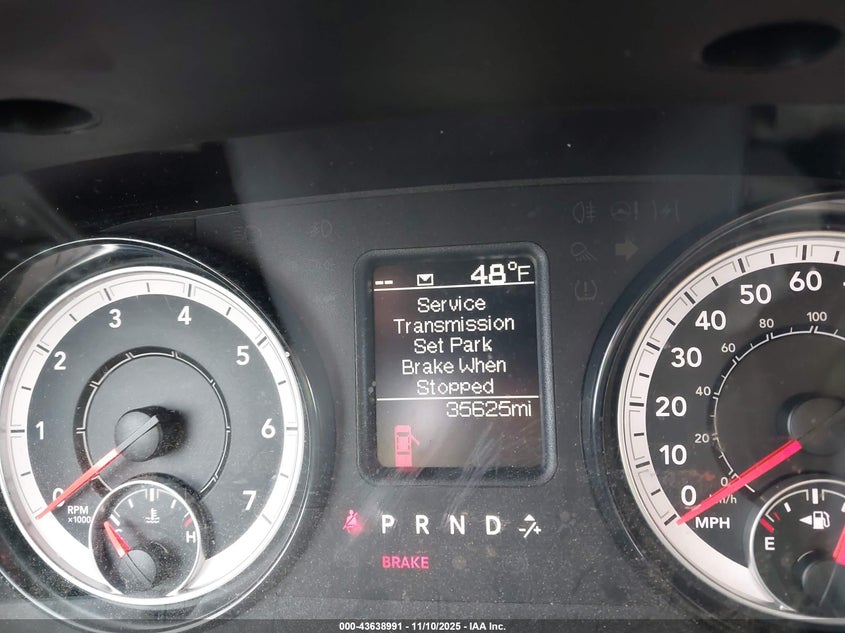 -- 48°F
Service
Transmission
Set Park
Brake When
Stopped
35625mi
0 1 2 3 4 5 6 7
RPM
x1000
H
P R N D
BRAKE
0 10 20 30 40 50 60
0 20 40 60 80 100
km/h
MPH
E
000-43638991 — 11/10/2025 — IAA Inc.